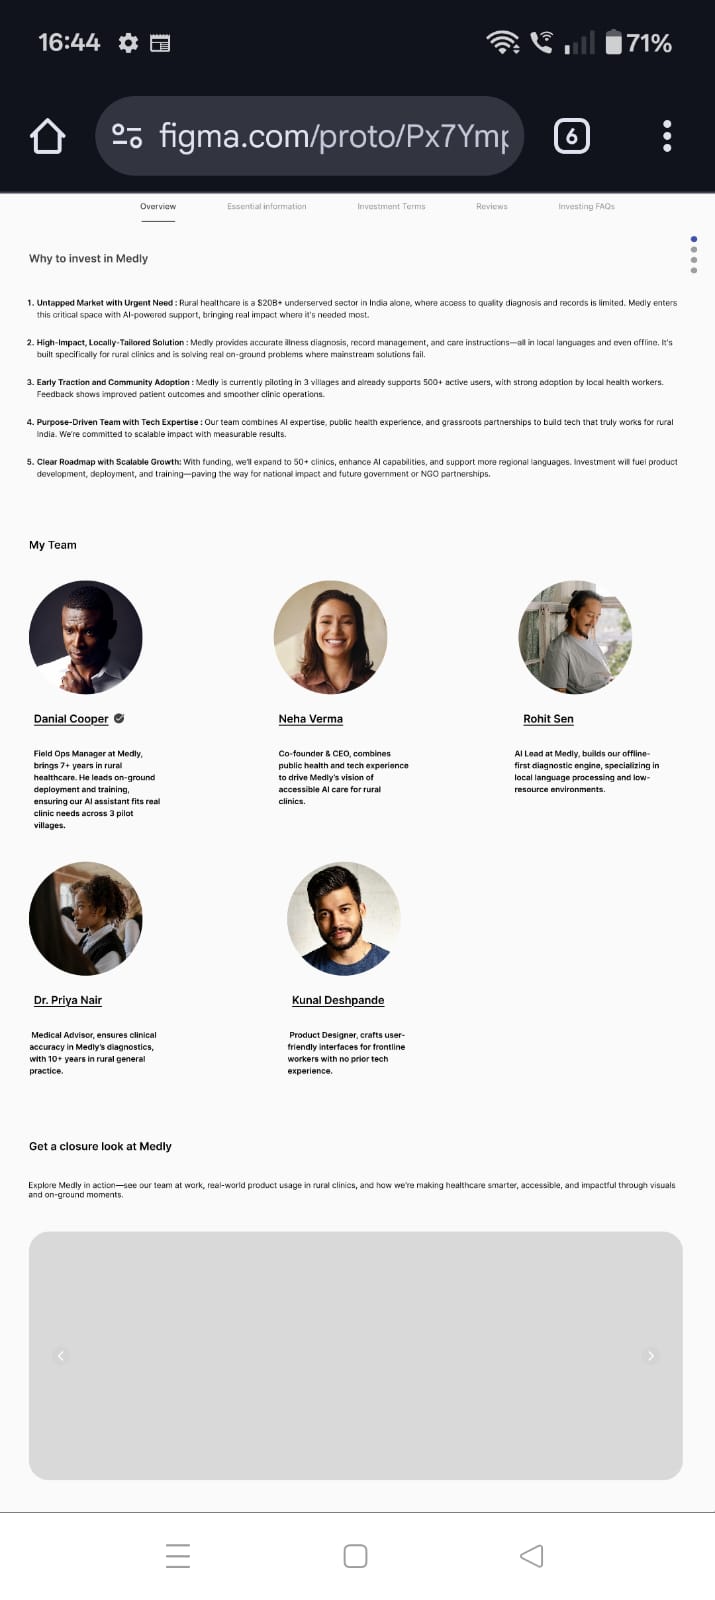 16:44
71%
figma.com/proto/Px7Ymp
6
Overview Essential information Investment Terms Reviews Investing FAQs
Why to invest in Medly
1. Untapped Market with Urgent Need : Rural healthcare is a $20B+ underserved sector in India alone, where access to quality diagnosis and records is limited. Medly enters
this critical space with AI-powered support, bringing real impact where it's needed most.
2. High-Impact, Locally-Tailored Solution : Medly provides accurate illness diagnosis, record management, and care instructions—all in local languages and even offline. It's
built specifically for rural clinics and is solving real on-ground problems where mainstream solutions fail.
3. Early Traction and Community Adoption : Medly is currently piloting in 3 villages and already supports 500+ active users, with strong adoption by local health workers.
Feedback shows improved patient outcomes and smoother clinic operations.
4. Purpose-Driven Team with Tech Expertise : Our team combines AI expertise, public health experience, and grassroots partnerships to build tech that truly works for rural
India. We're committed to scalable impact with measurable results.
5. Clear Roadmap with Scalable Growth: With funding, we'll expand to 50+ clinics, enhance AI capabilities, and support more regional languages. Investment will fuel product
development, deployment, and training—paving the way for national impact and future government or NGO partnerships.
My Team
Danial Cooper
Field Ops Manager at Medly,
brings 7+ years in rural
healthcare. He leads on-ground
deployment and training,
ensuring our AI assistant fits real
clinic needs across 3 pilot
villages.
Neha Verma
Co-founder & CEO, combines
public health and tech experience
to drive Medly's vision of
accessible AI care for rural
clinics.
Rohit Sen
AI Lead at Medly, builds our offline-
first diagnostic engine, specializing in
local language processing and low-
resource environments.
Dr. Priya Nair
Medical Advisor, ensures clinical
accuracy in Medly's diagnostics,
with 10+ years in rural general
practice.
Kunal Deshpande
Product Designer, crafts user-
friendly interfaces for frontline
workers with no prior tech
experience.
Get a closure look at Medly
Explore Medly in action—see our team at work, real-world product usage in rural clinics, and how we're making healthcare smarter, accessible, and impactful through visuals
and on-ground moments.